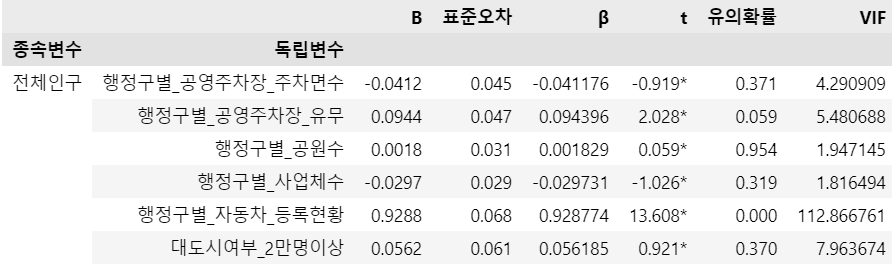 B 표준오차 β t 유의확률 VIF
종속변수 독립변수
전체인구 행정구별_공영주차장_주차면수 -0.0412 0.045 -0.041176 -0.919* 0.371 4.290909
행정구별_공영주차장_유무 0.0944 0.047 0.094396 2.028* 0.059 5.480688
행정구별_공원수 0.0018 0.031 0.001829 0.059* 0.954 1.947145
행정구별_사업체수 -0.0297 0.029 -0.029731 -1.026* 0.319 1.816494
행정구별_자동차_등록현황 0.9288 0.068 0.928774 13.608* 0.000 112.866761
대도시여부_2만명이상 0.0562 0.061 0.056185 0.921* 0.370 7.963674